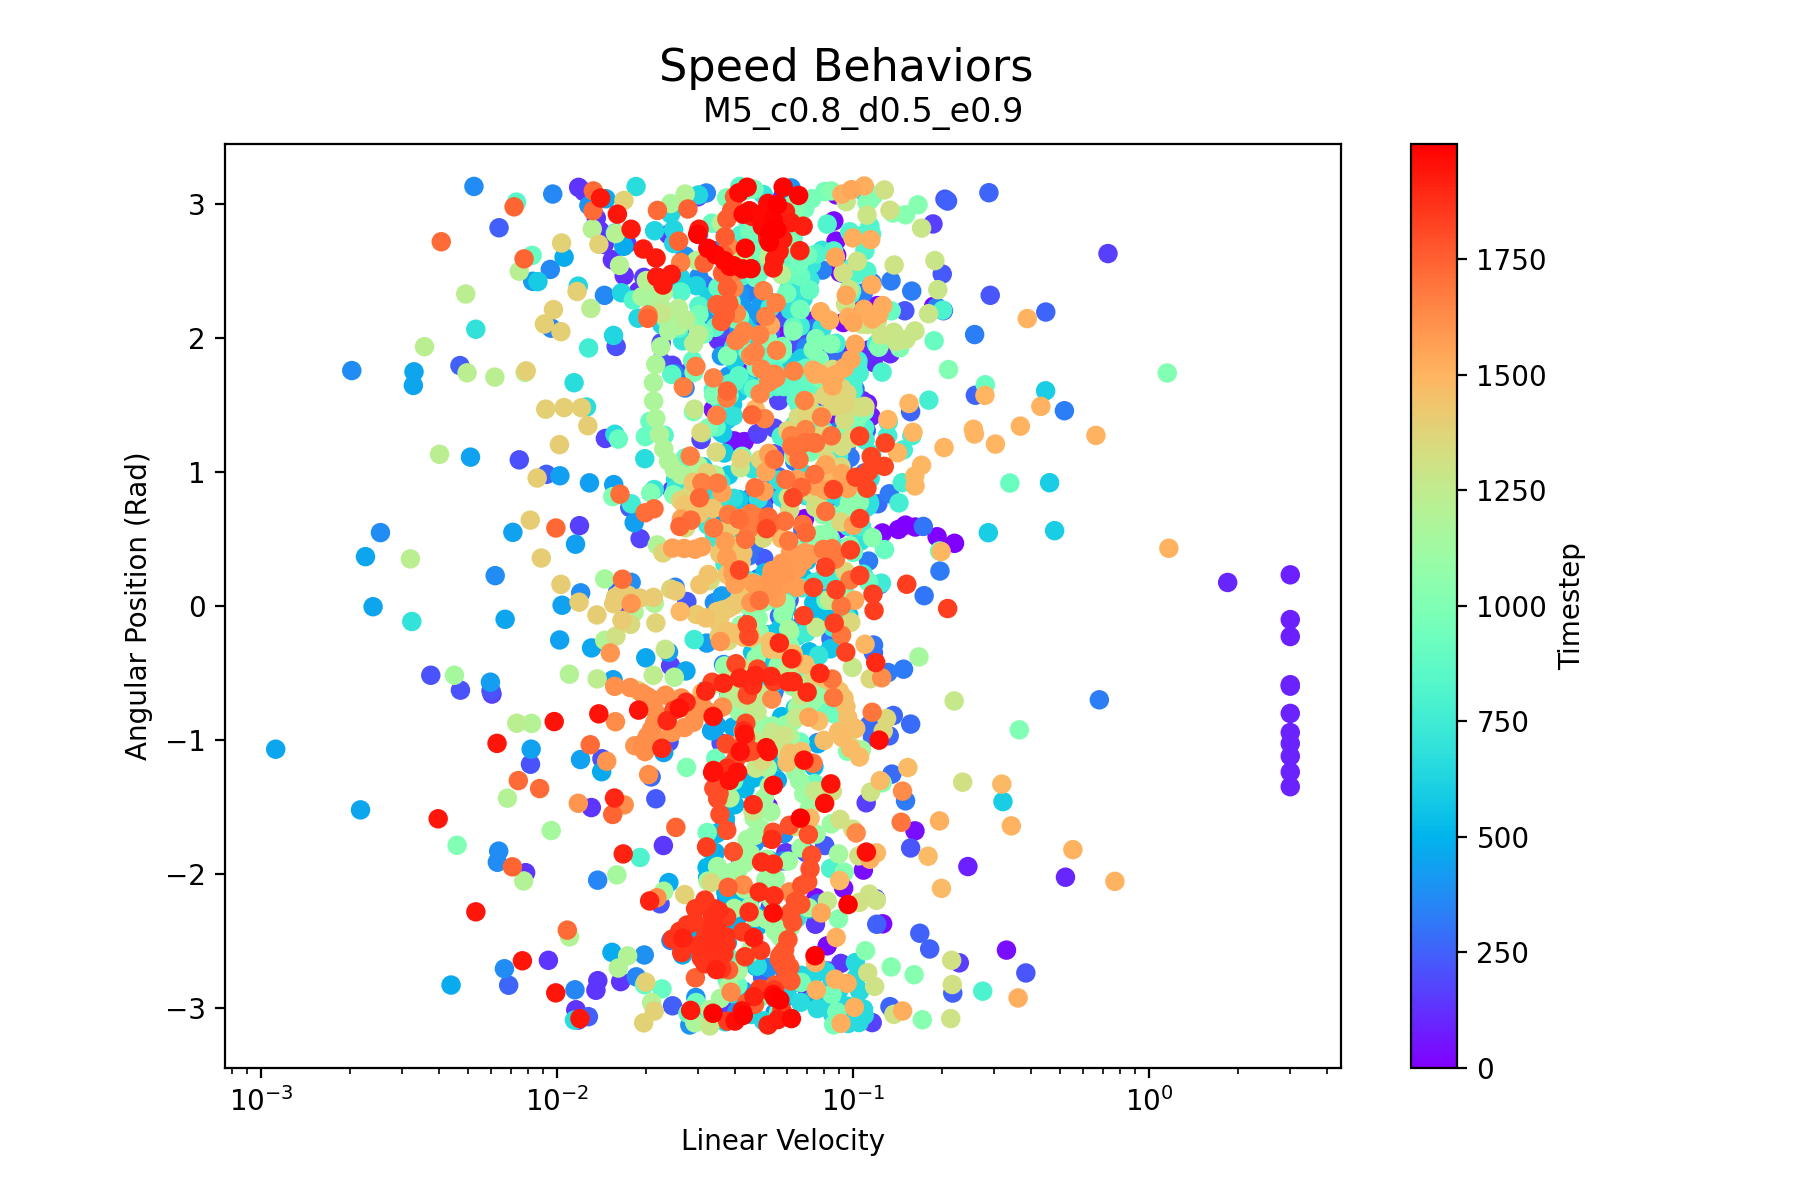 Speed Behaviors
M5_c0.8_d0.5_e0.9
Angular Position (Rad)
3
2
1
0
−1
−2
−3
10⁻³ 10⁻² 10⁻¹ 10⁰
Linear Velocity
1750
1500
1250
1000
750
500
250
0
Timestep